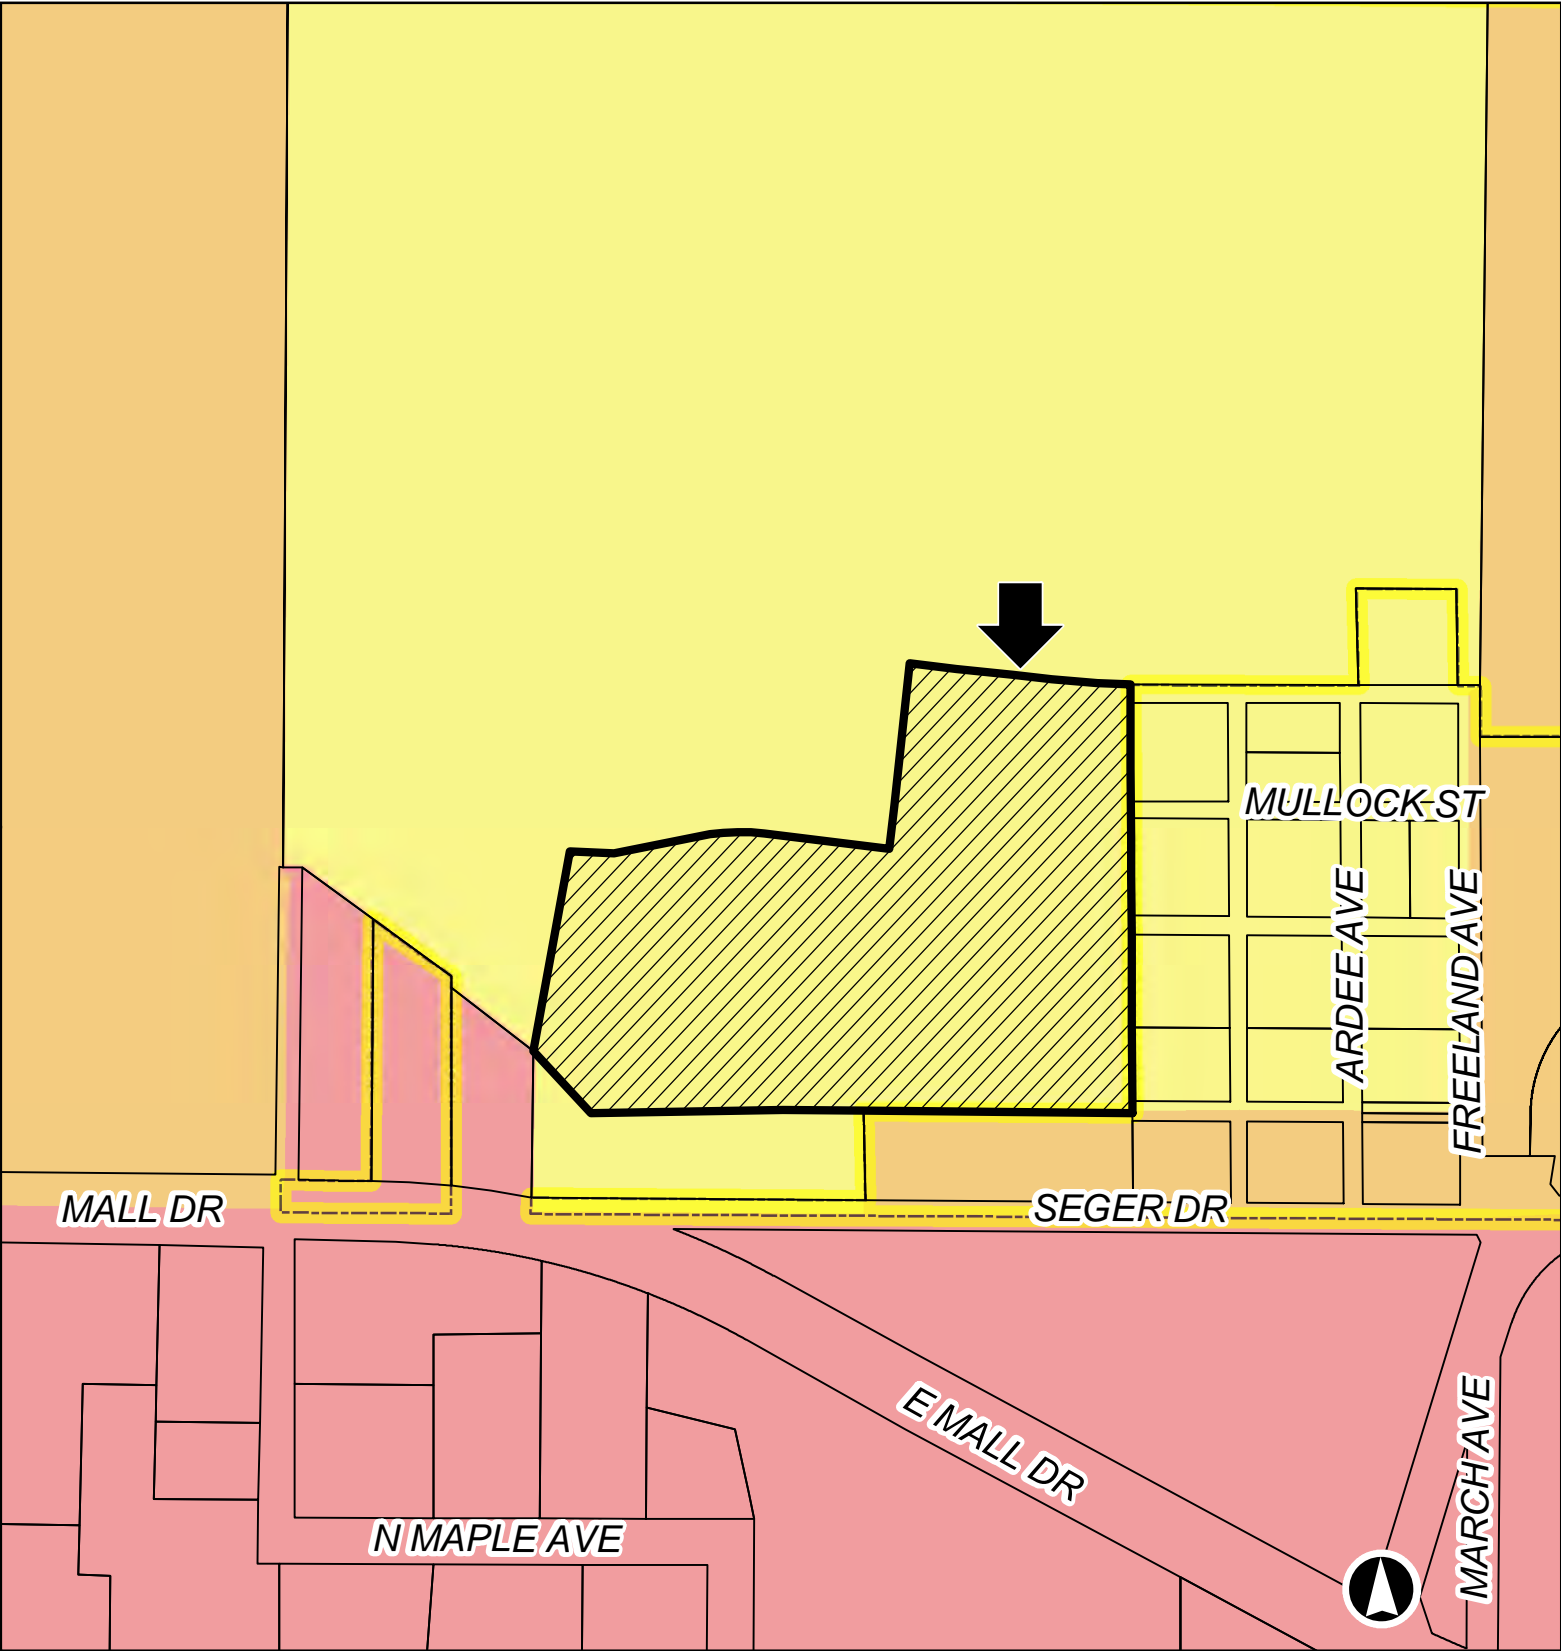 MULLOCK ST
ARDEE AVE
FREELAND AVE
MALL DR
SEGER DR
E MALL DR
MARCH AVE
N MAPLE AVE